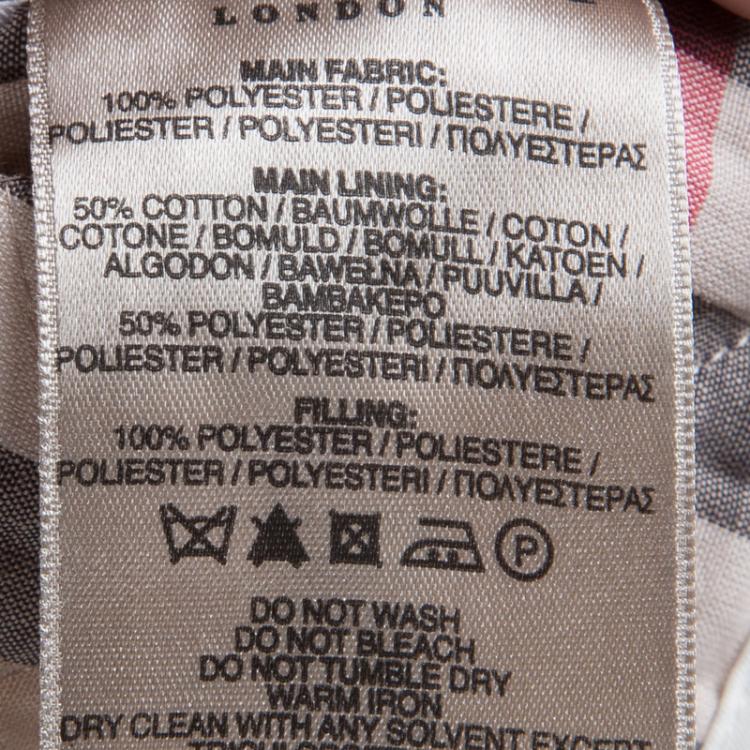 LONDON
MAIN FABRIC:
100% POLYESTER / POLIESTERE /
POLIESTER / POLYESTERI / ΠΟΛΥΕΣΤΕΡΑΣ
MAIN LINING:
50% COTTON / BAUMWOLLE / COTON /
COTONE / BOMULD / BOMULL / KATOEN /
ALGODON / BAWEŁNA / PUUVILLA /
ΒΑΜΒΑΚΕΡΟ
50% POLYESTER / POLIESTERE /
POLIESTER / POLYESTERI / ΠΟΛΥΕΣΤΕΡΑΣ
FILLING:
100% POLYESTER / POLIESTERE /
POLIESTER / POLYESTERI / ΠΟΛΥΕΣΤΕΡΑΣ
P
DO NOT WASH
DO NOT BLEACH
DO NOT TUMBLE DRY
WARM IRON
DRY CLEAN WITH ANY SOLVENT EXCEPT